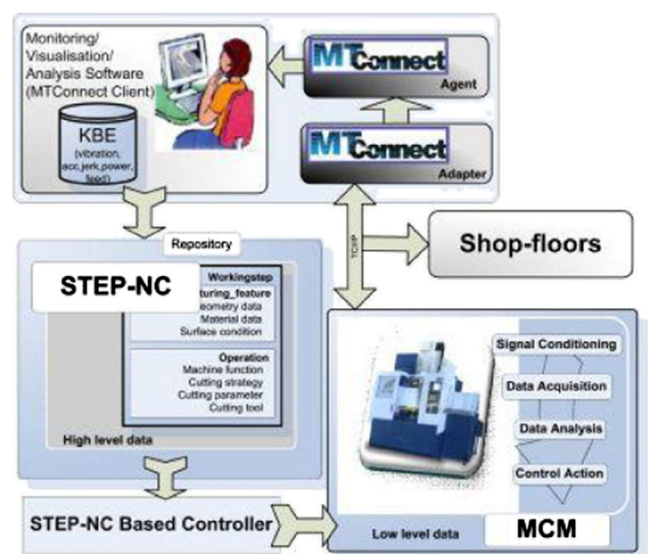 Monitoring/
Visualisation/
Analysis Software
(MTConnect Client)
KBE
(vibration,
acc,jerk,power,
feed)
MTConnect
Agent
MTConnect
Adapter
TCP/IP
Shop-floors
Repository
STEP-NC
Workingstep
turing_feature
eometry data
Material data
Surface condition
Operation
Machine function
Cutting strategy
Cutting parameter
Cutting tool
High level data
STEP-NC Based Controller
Signal Conditioning
Data Acquisition
Data Analysis
Control Action
Low level data
MCM